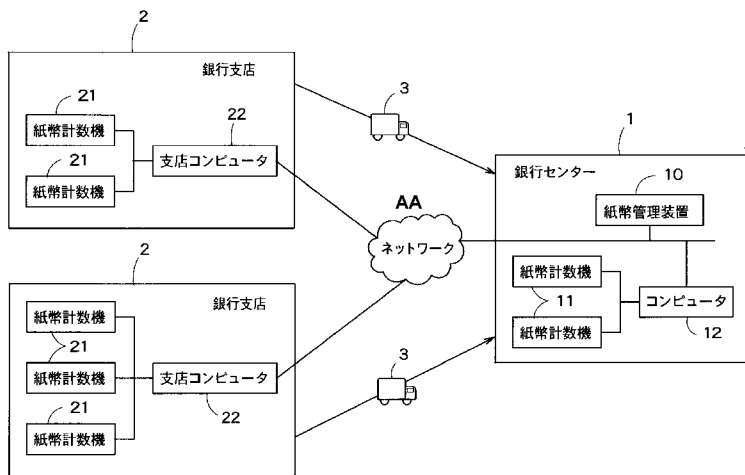 2
銀行支店
21
紙幣計数機
22
21
支店コンピュータ
紙幣計数機
3
1
銀行センター
10
紙幣管理装置
AA
ネットワーク
紙幣計数機
11
コンピュータ
紙幣計数機
12
2
銀行支店
紙幣計数機
21
紙幣計数機
支店コンピュータ
21
22
紙幣計数機
3